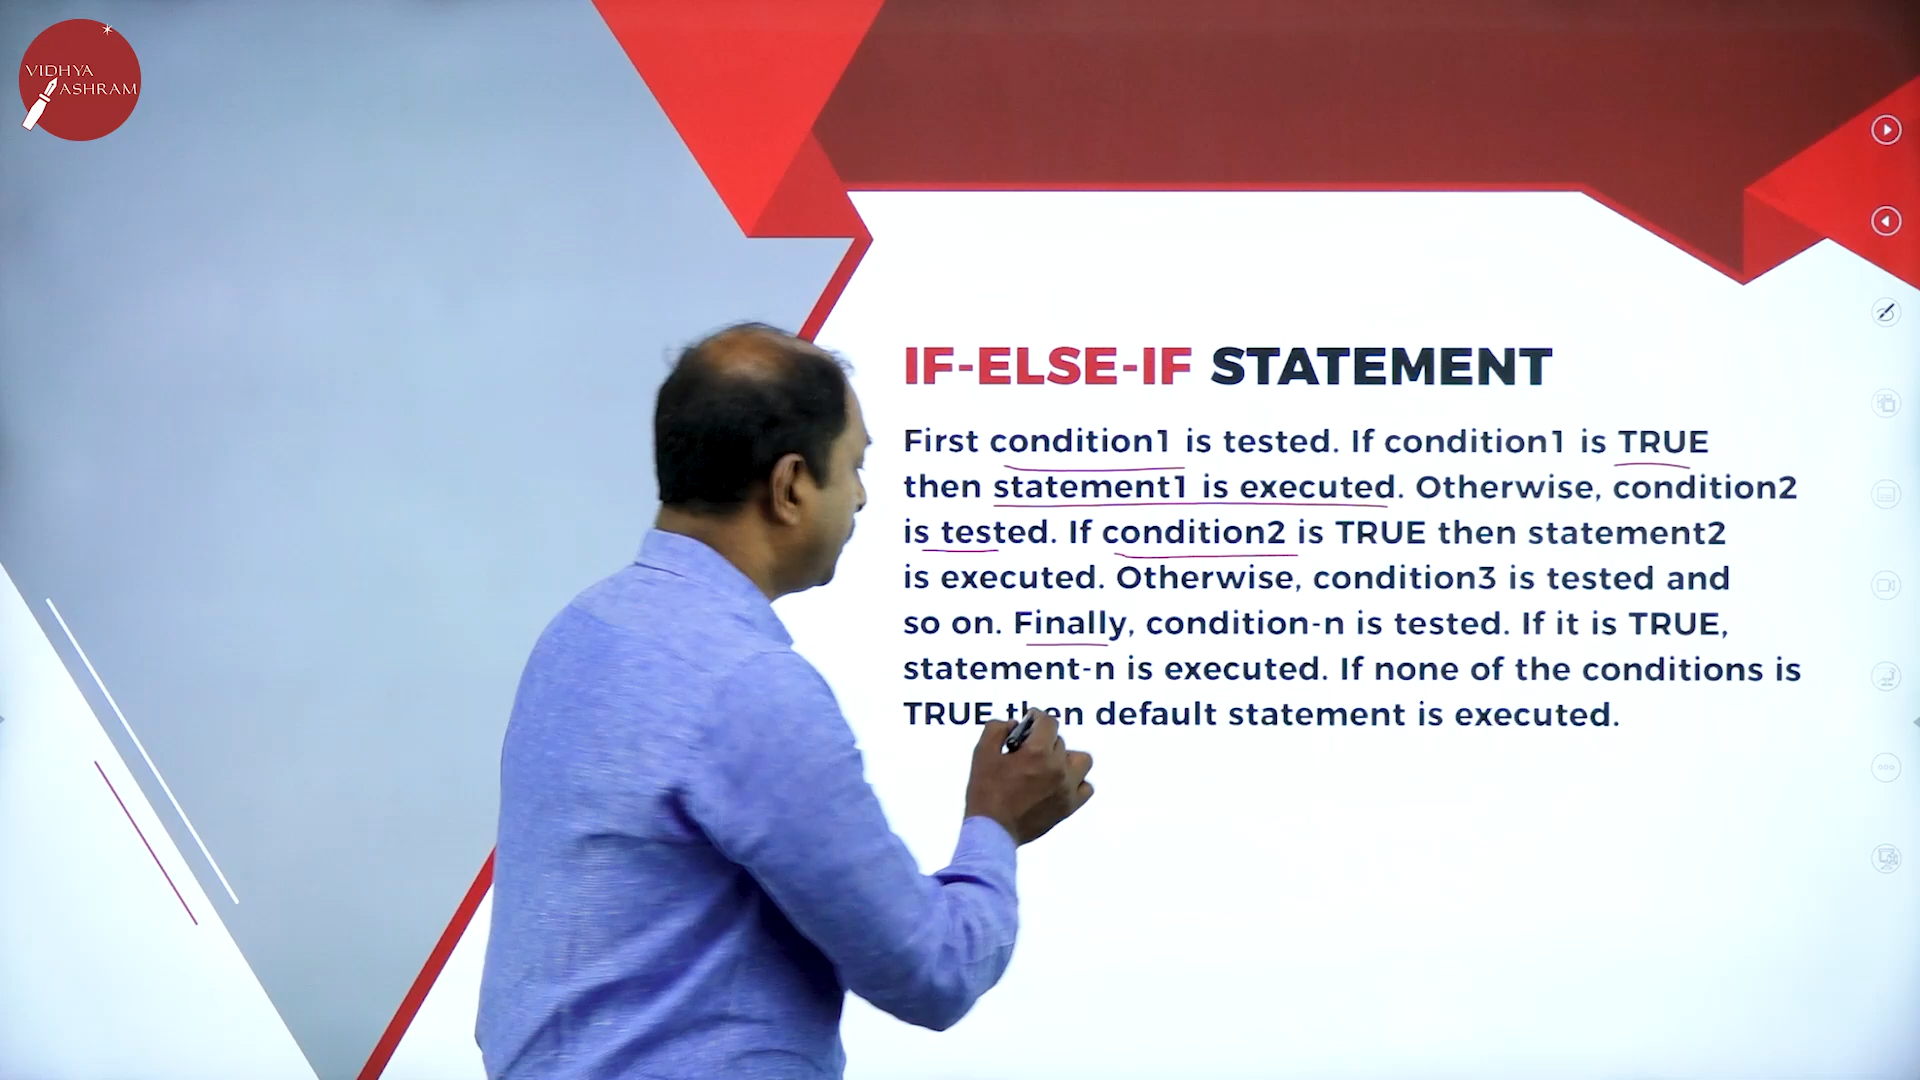 VIDHYA
ASHRAM
IF-ELSE-IF STATEMENT
First condition1 is tested. If condition1 is TRUE
then statement1 is executed. Otherwise, condition2
is tested. If condition2 is TRUE then statement2
is executed. Otherwise, condition3 is tested and
so on. Finally, condition-n is tested. If it is TRUE,
statement-n is executed. If none of the conditions is
TRUE then default statement is executed.